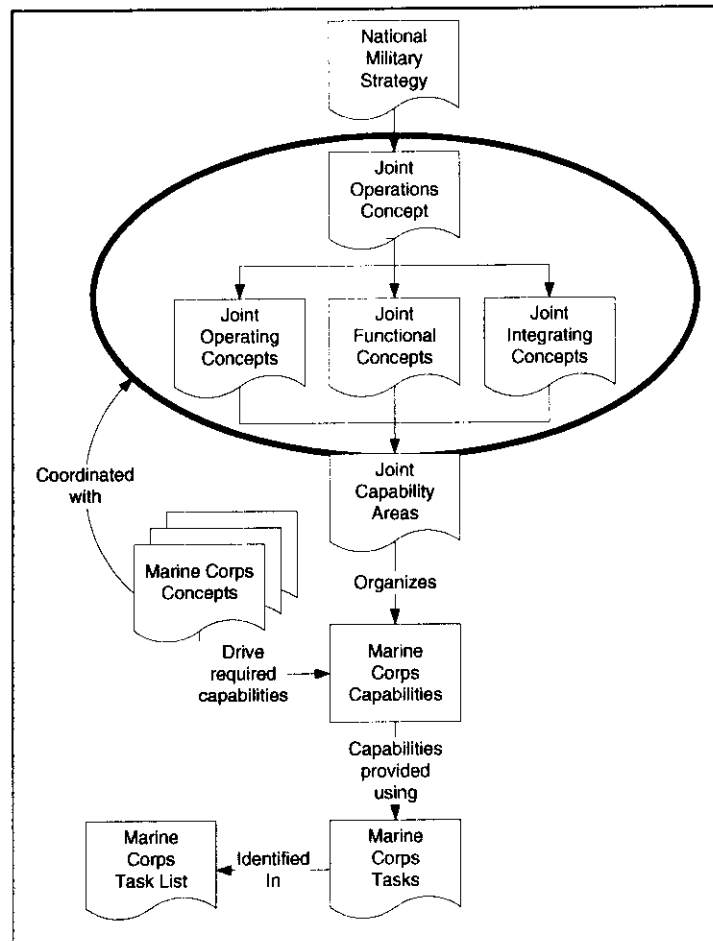 National
Military
Strategy
Joint
Operations
Concept
Joint
Operating
Concepts
Joint
Functional
Concepts
Joint
Integrating
Concepts
Coordinated
with
Joint
Capability
Areas
Marine Corps
Concepts
Organizes
Drive
required
capabilities
Marine
Corps
Capabilities
Capabilities
provided
using
Marine
Corps
Task List
Identified
In
Marine
Corps
Tasks